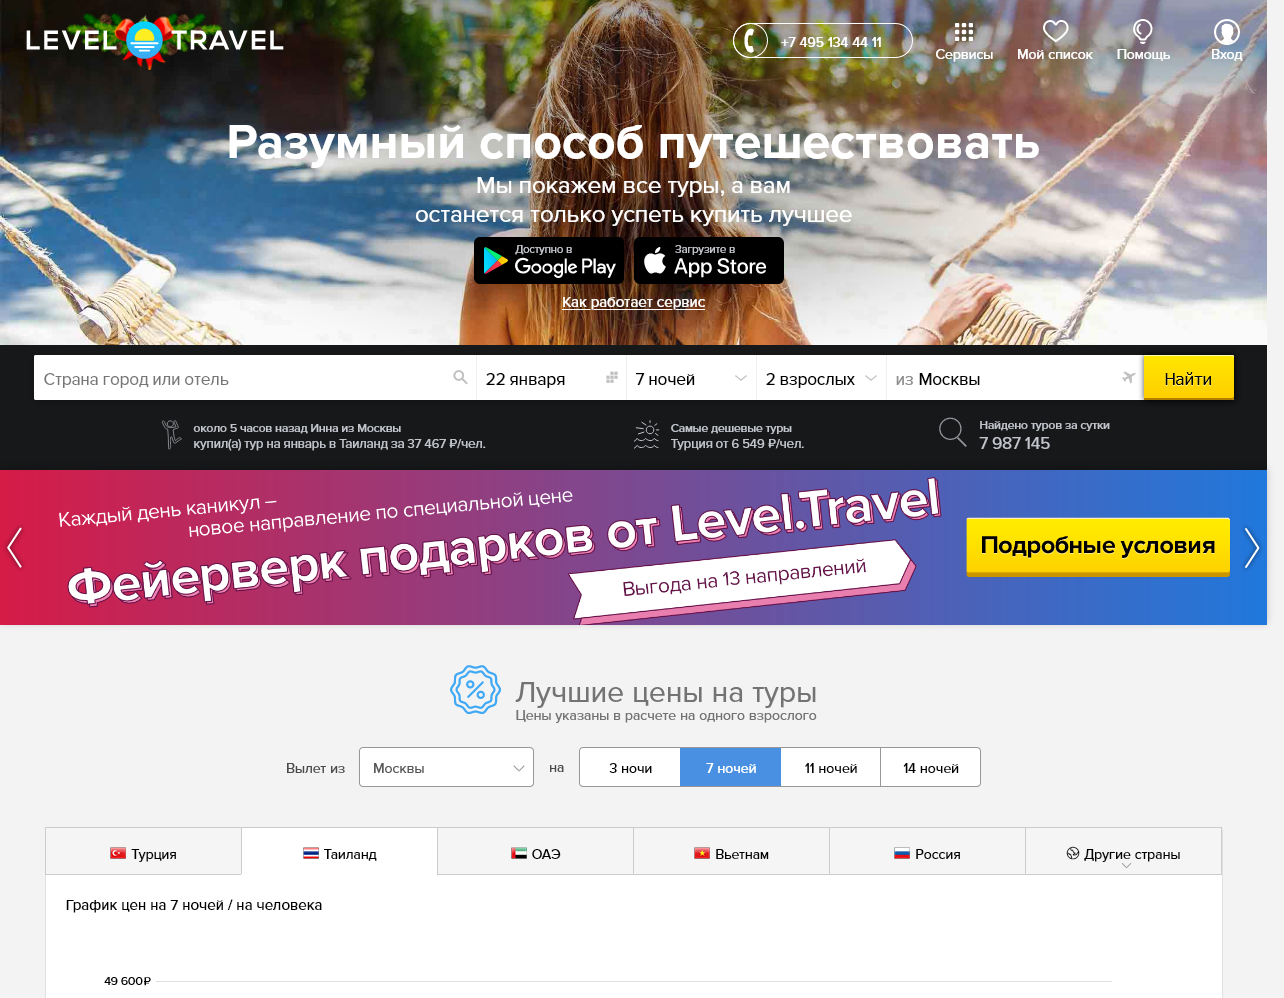 LEVEL TRAVEL
+7 495 134 44 11
Сервисы
Мой список
Помощь
Вход
Разумный способ путешествовать
Мы покажем все туры, а вам
останется только успеть купить лучшее
Доступно в
Google Play
Загрузите в
App Store
Как работает сервис
Страна город или отель
22 января
7 ночей
2 взрослых
из Москвы
Найти
около 5 часов назад Инна из Москвы
купил(а) тур на январь в Таиланд за 37 467 ₽/чел.
Самые дешевые туры
Турция от 6 549 ₽/чел.
Найдено туров за сутки
7 987 145
Каждый день каникул –
новое направление по специальной цене
Фейерверк подарков от Level.Travel
Выгода на 13 направлений
Подробные условия
Лучшие цены на туры
Цены указаны в расчете на одного взрослого
Вылет из
Москвы
на
3 ночи
7 ночей
11 ночей
14 ночей
Турция
Таиланд
ОАЭ
Вьетнам
Россия
Другие страны
График цен на 7 ночей / на человека
49 600₽